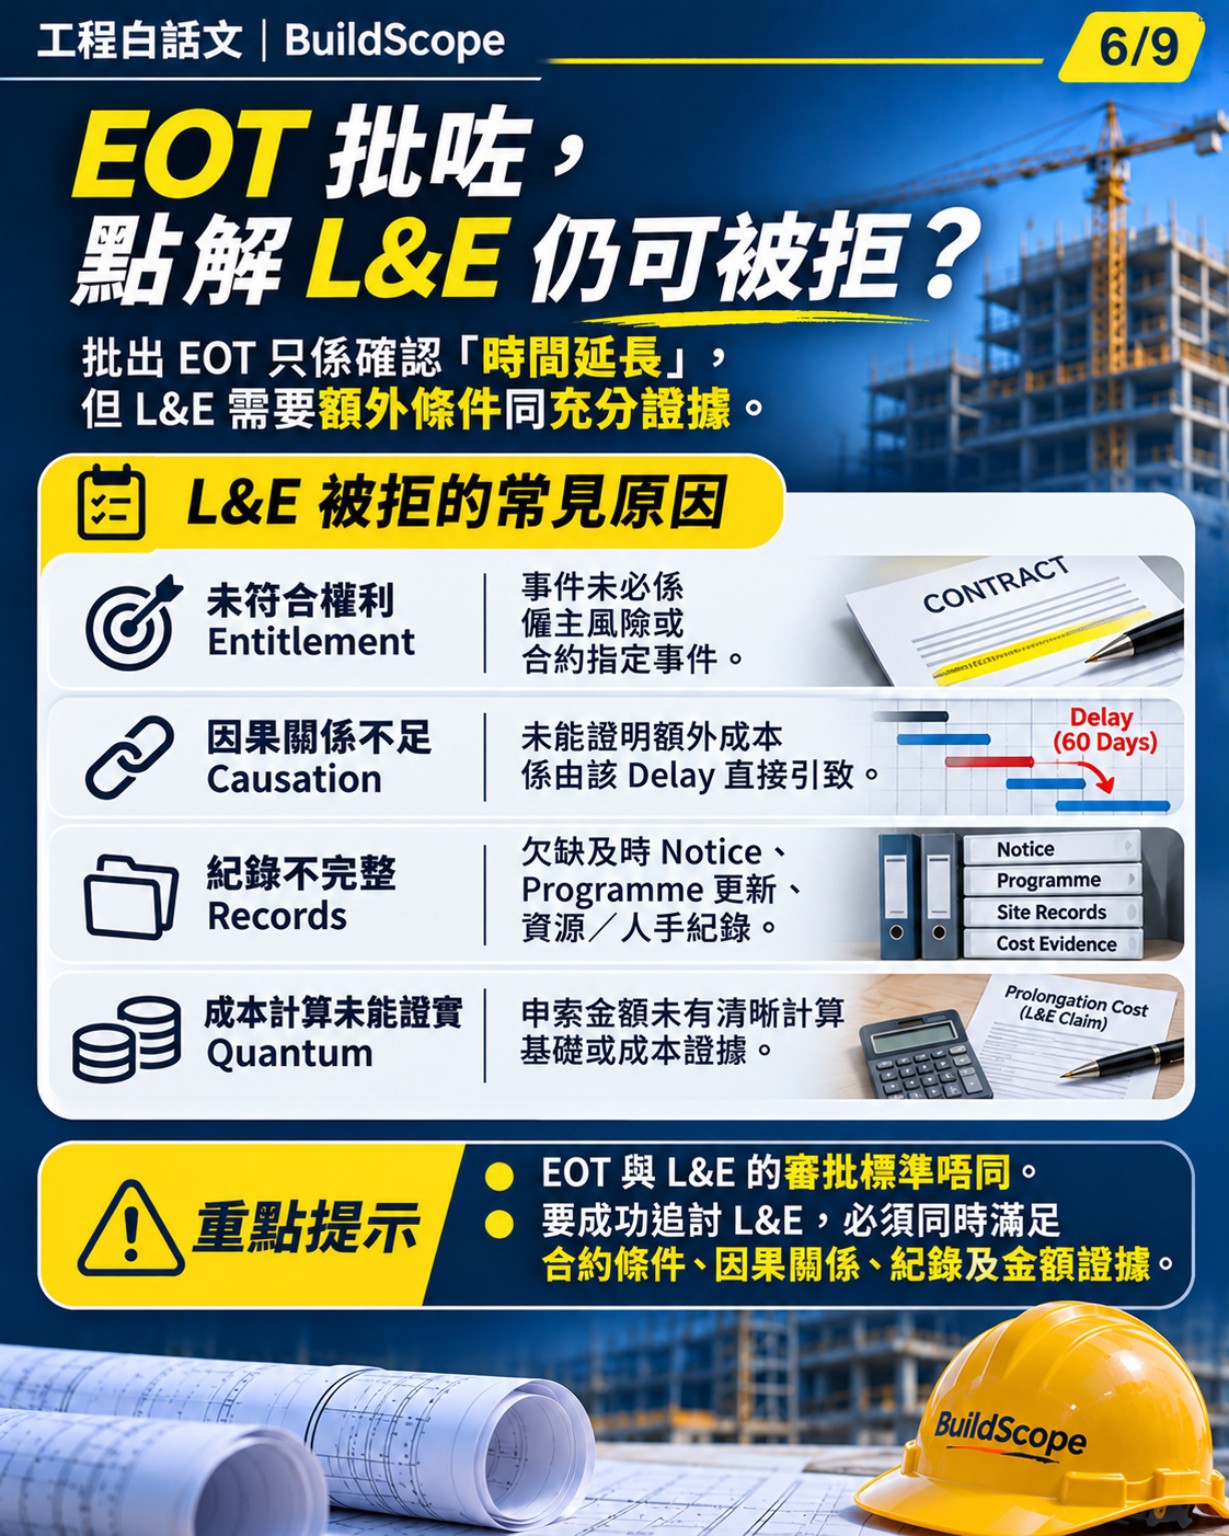 工程白話文｜BuildScope
6/9
EOT 批咗，
點解 L&E 仍可被拒？
批出 EOT 只係確認「時間延長」，
但 L&E 需要額外條件同充分證據。
L&E 被拒的常見原因
未符合權利
Entitlement
事件未必係
僱主風險或
合約指定事件。
CONTRACT
因果關係不足
Causation
未能證明額外成本
係由該 Delay 直接引致。
Delay
(60 Days)
紀錄不完整
Records
欠缺及時 Notice、
Programme 更新、
資源／人手紀錄。
Notice
Programme
Site Records
Cost Evidence
成本計算未能證實
Quantum
申索金額未有清晰計算
基礎或成本證據。
Prolongation Cost
(L&E Claim)
重點提示
EOT 與 L&E 的審批標準唔同。
要成功追討 L&E，必須同時滿足
合約條件、因果關係、紀錄及金額證據。
BuildScope